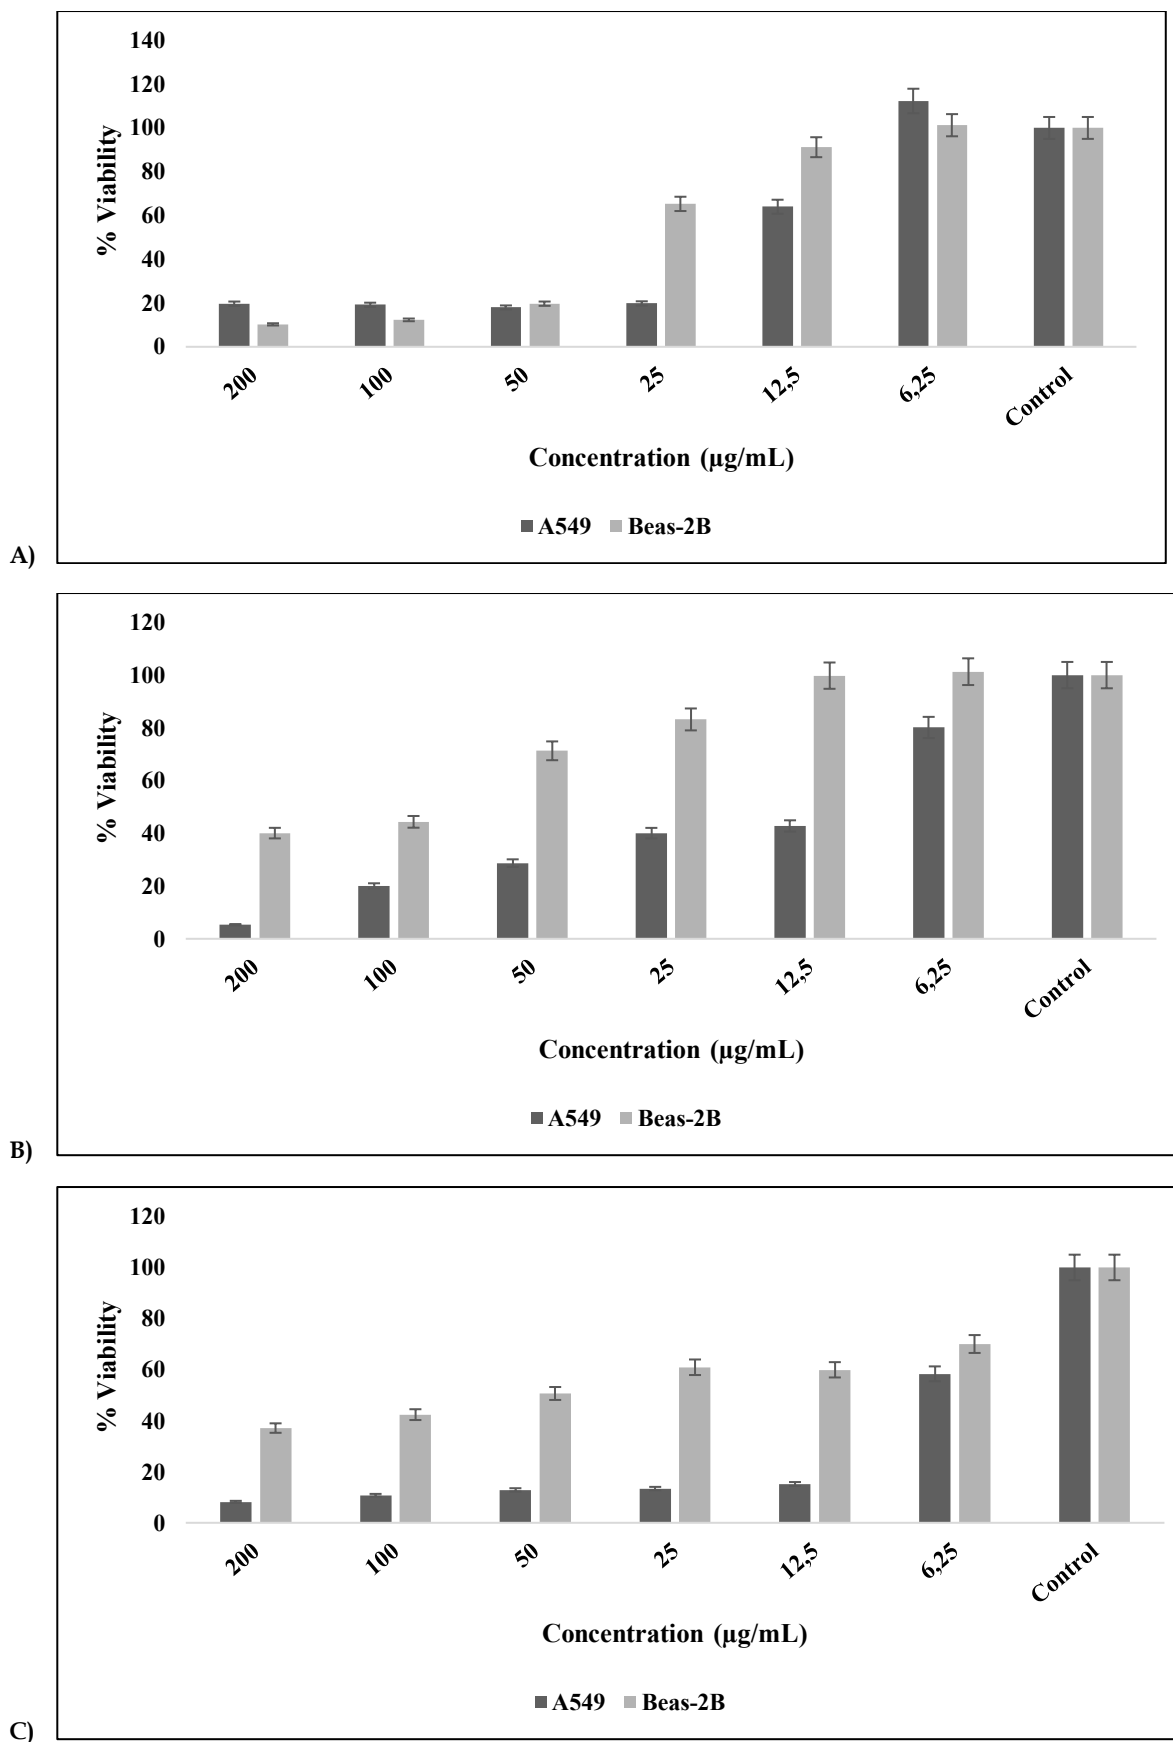 140
120
100
80
60
40
20
0
% Viability
200 100 50 25 12,5 6,25 Control
Concentration (µg/mL)
A549 Beas-2B
A)
120
100
80
60
40
20
0
% Viability
200 100 50 25 12,5 6,25 Control
Concentration (µg/mL)
A549 Beas-2B
B)
120
100
80
60
40
20
0
% Viability
200 100 50 25 12,5 6,25 Control
Concentration (µg/mL)
A549 Beas-2B
C)